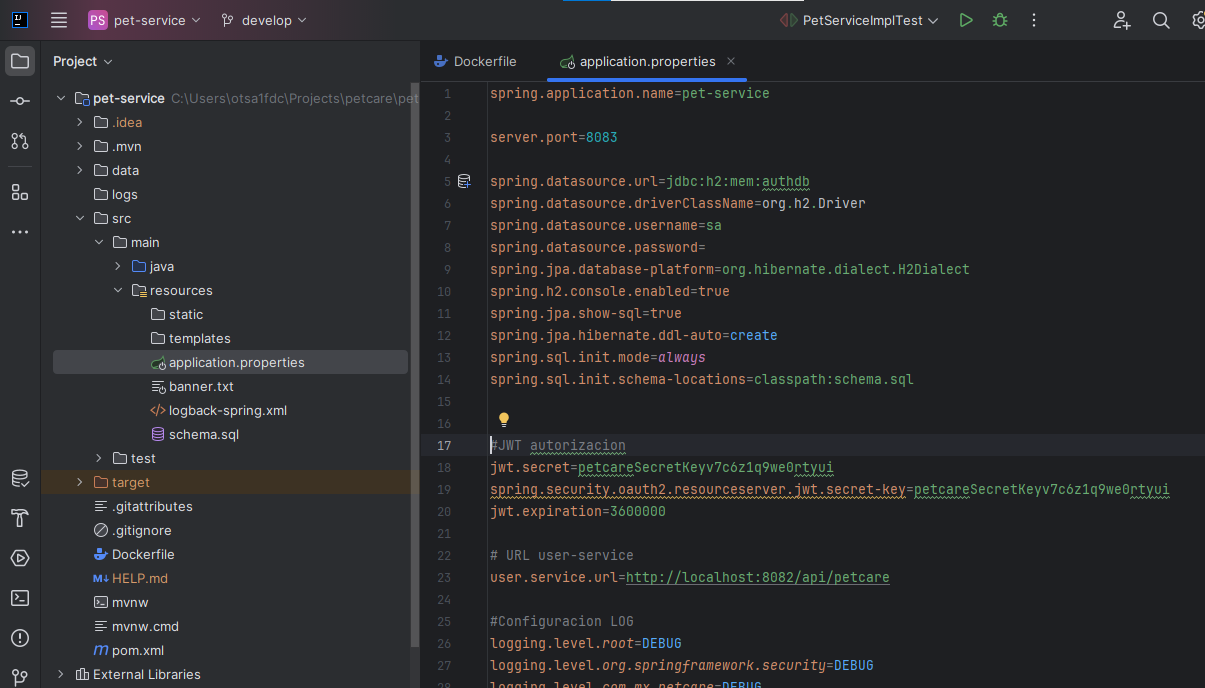 PS pet-service develop PetServiceImplTest
Project
pet-service C:\Users\otsa1fdc\Projects\petcare\pet
.idea
.mvn
data
logs
src
main
java
resources
static
templates
application.properties
banner.txt
logback-spring.xml
schema.sql
test
target
.gitattributes
.gitignore
Dockerfile
HELP.md
mvnw
mvnw.cmd
pom.xml
External Libraries
Dockerfile application.properties
1 spring.application.name=pet-service
2
3 server.port=8083
4
5 spring.datasource.url=jdbc:h2:mem:authdb
6 spring.datasource.driverClassName=org.h2.Driver
7 spring.datasource.username=sa
8 spring.datasource.password=
9 spring.jpa.database-platform=org.hibernate.dialect.H2Dialect
10 spring.h2.console.enabled=true
11 spring.jpa.show-sql=true
12 spring.jpa.hibernate.ddl-auto=create
13 spring.sql.init.mode=always
14 spring.sql.init.schema-locations=classpath:schema.sql
15
16
17 #JWT autorizacion
18 jwt.secret=petcareSecretKeyv7c6z1q9we0rtyui
19 spring.security.oauth2.resourceserver.jwt.secret-key=petcareSecretKeyv7c6z1q9we0rtyui
20 jwt.expiration=3600000
21
22 # URL user-service
23 user.service.url=http://localhost:8082/api/petcare
24
25 #Configuracion LOG
26 logging.level.root=DEBUG
27 logging.level.org.springframework.security=DEBUG
28 logging.level.com.mx.petcare=DEBUG